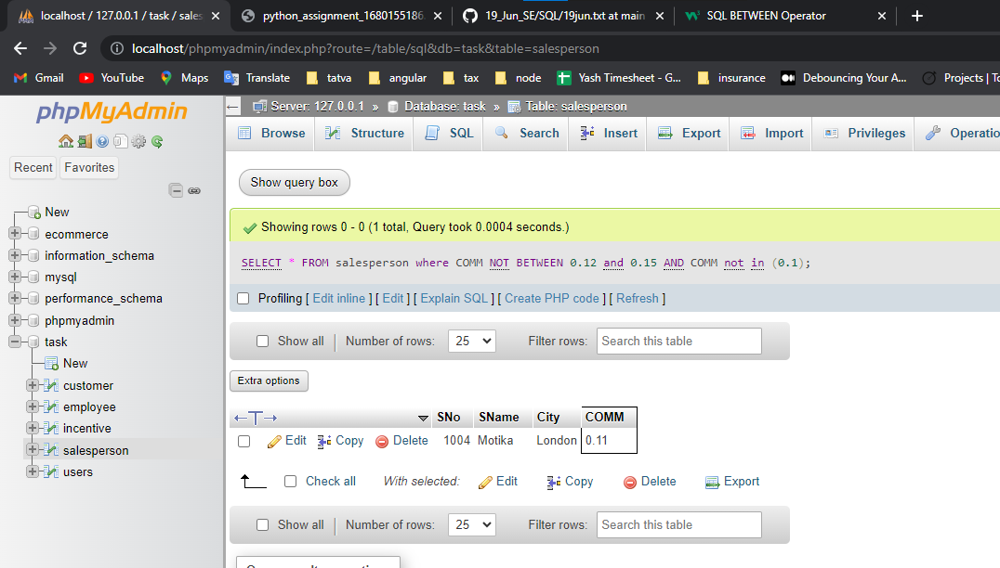 localhost / 127.0.0.1 / task / sales
python_assignment_1680155186.
19_Jun_SE/SQL/19jun.txt at main
SQL BETWEEN Operator
localhost/phpmyadmin/index.php?route=/table/sql&db=task&table=salesperson
Gmail YouTube Maps Translate tatva angular tax node Yash Timesheet - G... insurance Debouncing Your A... Projects | To
phpMyAdmin
Recent Favorites
New
ecommerce
information_schema
mysql
performance_schema
phpmyadmin
task
New
customer
employee
incentive
salesperson
users
Server: 127.0.0.1 » Database: task » Table: salesperson
Browse Structure SQL Search Insert Export Import Privileges Operatio
Show query box
Showing rows 0 - 0 (1 total, Query took 0.0004 seconds.)
SELECT * FROM salesperson where COMM NOT BETWEEN 0.12 and 0.15 AND COMM not in (0.1);
Profiling [ Edit inline ] [ Edit ] [ Explain SQL ] [ Create PHP code ] [ Refresh ]
Show all Number of rows: 25 Filter rows: Search this table
Extra options
SNo SName City COMM
Edit Copy Delete 1004 Motika London 0.11
Check all With selected: Edit Copy Delete Export
Show all Number of rows: 25 Filter rows: Search this table